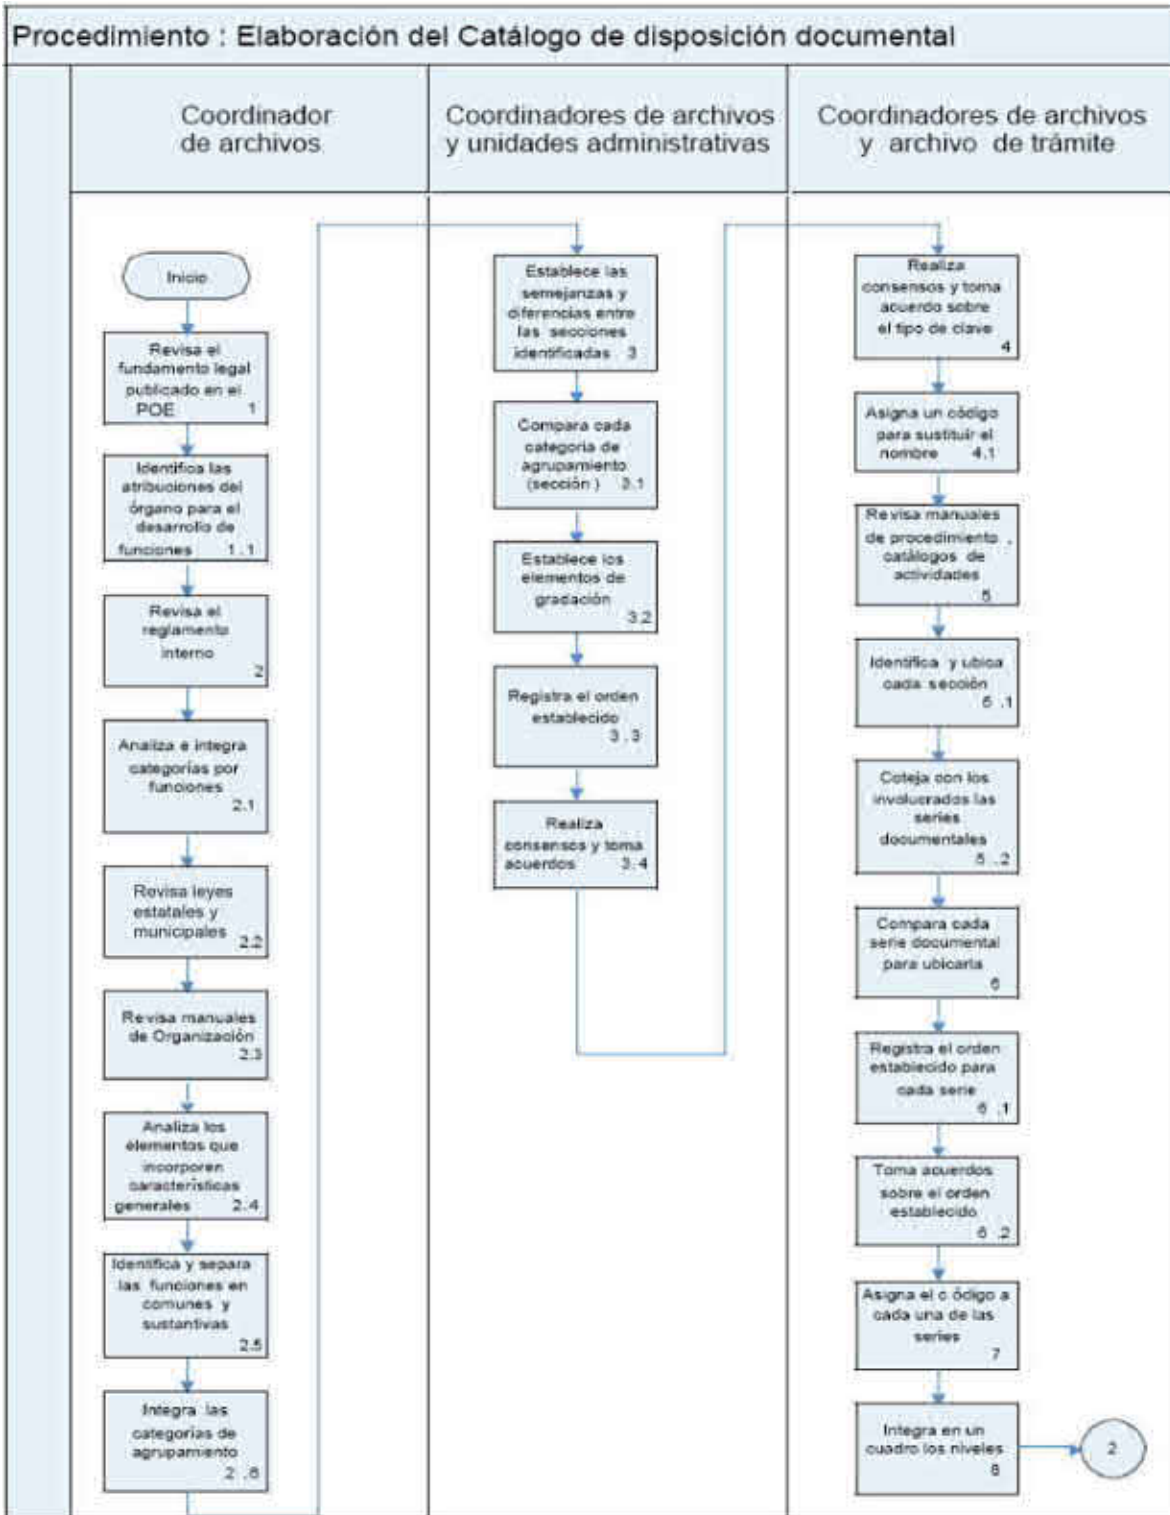 Procedimiento : Elaboración del Catálogo de disposición documental
Coordinador
de archivos
Coordinadores de archivos
y unidades administrativas
Coordinadores de archivos
y archivo de trámite
Inicio
Revisa el
fundamento legal
publicado en el
POE 1
Identifica las
atribuciones del
órgano para el
desarrollo de
funciones 1 . 1
Revisa el
reglamento
interno
2
Analiza e integra
categorías por
funciones
2.1
Revisa leyes
estatales y
municipales
2.2
Revisa manuales
de Organización
2.3
Analiza los
elementos que
incorporen
características
generales 2. 4
Identifica y separa
las funciones en
comunes y
sustantivas
2.5
Integra las
categorías de
agrupamiento
2 .6
Establece las
semejanzas y
diferencias entre
las secciones
identificadas 3
Compara cada
categoría de
agrupamiento
(sección ) 3.1
Establece los
elementos de
gradación
3.2
Registra el orden
establecido
3 . 3
Realiza
consensos y toma
acuerdos 3. 4
Realiza
consensos y toma
acuerdo sobre
el tipo de clave
4
Asigna un código
para sustituír el
nombre 4.1
Revisa manuales
de procedimiento ,
catálogos de
actividades
5
Identifica y ubica
cada sección
5 .1
Coteja con los
involucrados las
series
documentales
5 .2
Compara cada
serie documental
para ubicarla
6
Registra el orden
establecido para
cada serie
6 .1
Toma acuerdos
sobre el orden
establecido
6 .2
Asigna el c ódigo a
cada una de las
series
7
Integra en un
cuadro los niveles
8
2